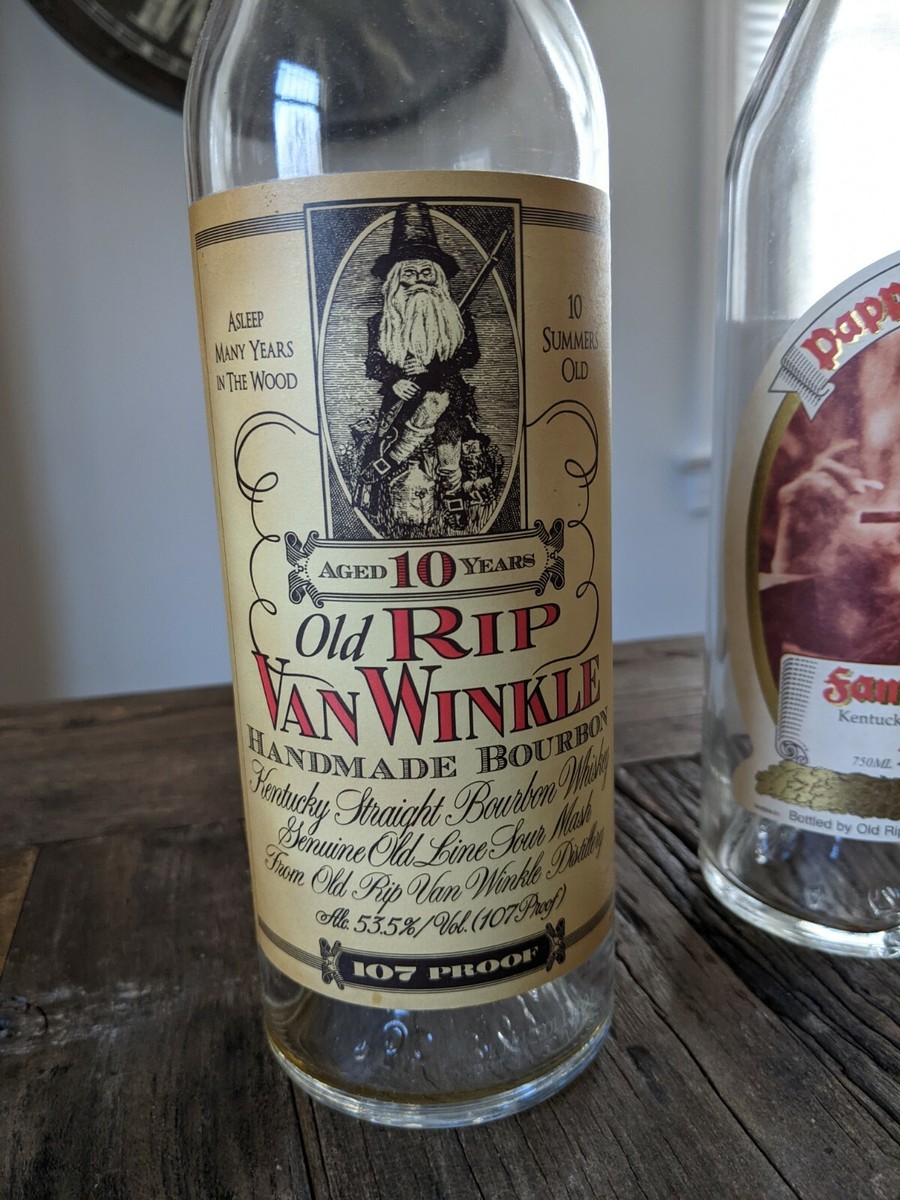 ASLEEP
MANY YEARS
IN THE WOOD
10
SUMMERS
OLD
AGED 10 YEARS
Old RIP
VAN WINKLE
HANDMADE BOURBON
Kentucky Straight Bourbon Whiskey
Genuine Old Line Sour Mash
From Old Rip Van Winkle Distillery
Alc. 53.5%/Vol. (107 Proof)
107 PROOF
Papp
Fam
Kentuck
750ML
Bottled by Old Rip